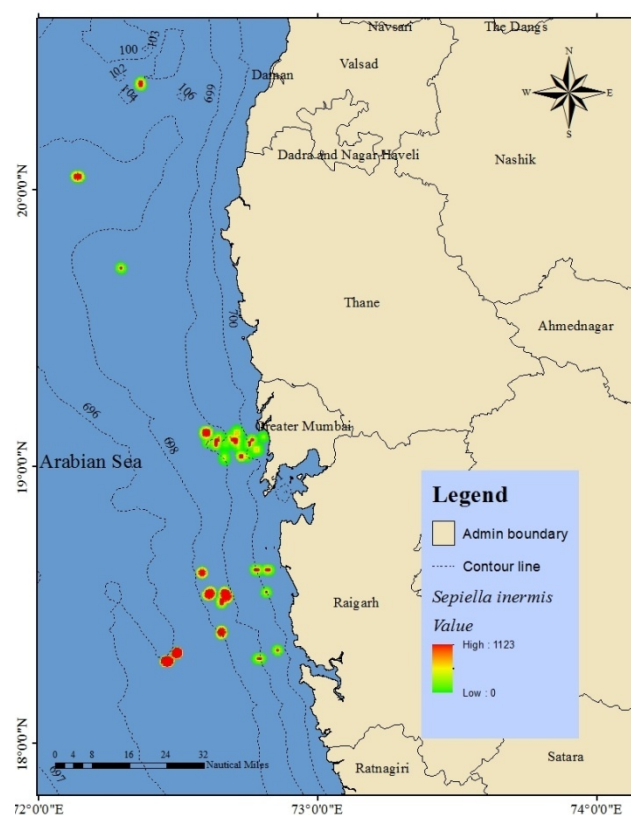 Navsari
The Dangs
100
103
102
104
106
699
Daman
Valsad
N
W
E
S
Dadra and Nagar Haveli
Nashik
20°0'0"N
Thane
700
Ahmednagar
696
698
Greater Mumbai
Arabian Sea
19°0'0"N
Legend
Admin boundary
Contour line
Sepiella inermis
Value
High : 1123
Low : 0
Raigarh
18°0'0"N
697
0 4 8 16 24 32
Nautical Miles
Ratnagiri
Satara
72°0'0"E
73°0'0"E
74°0'0"E